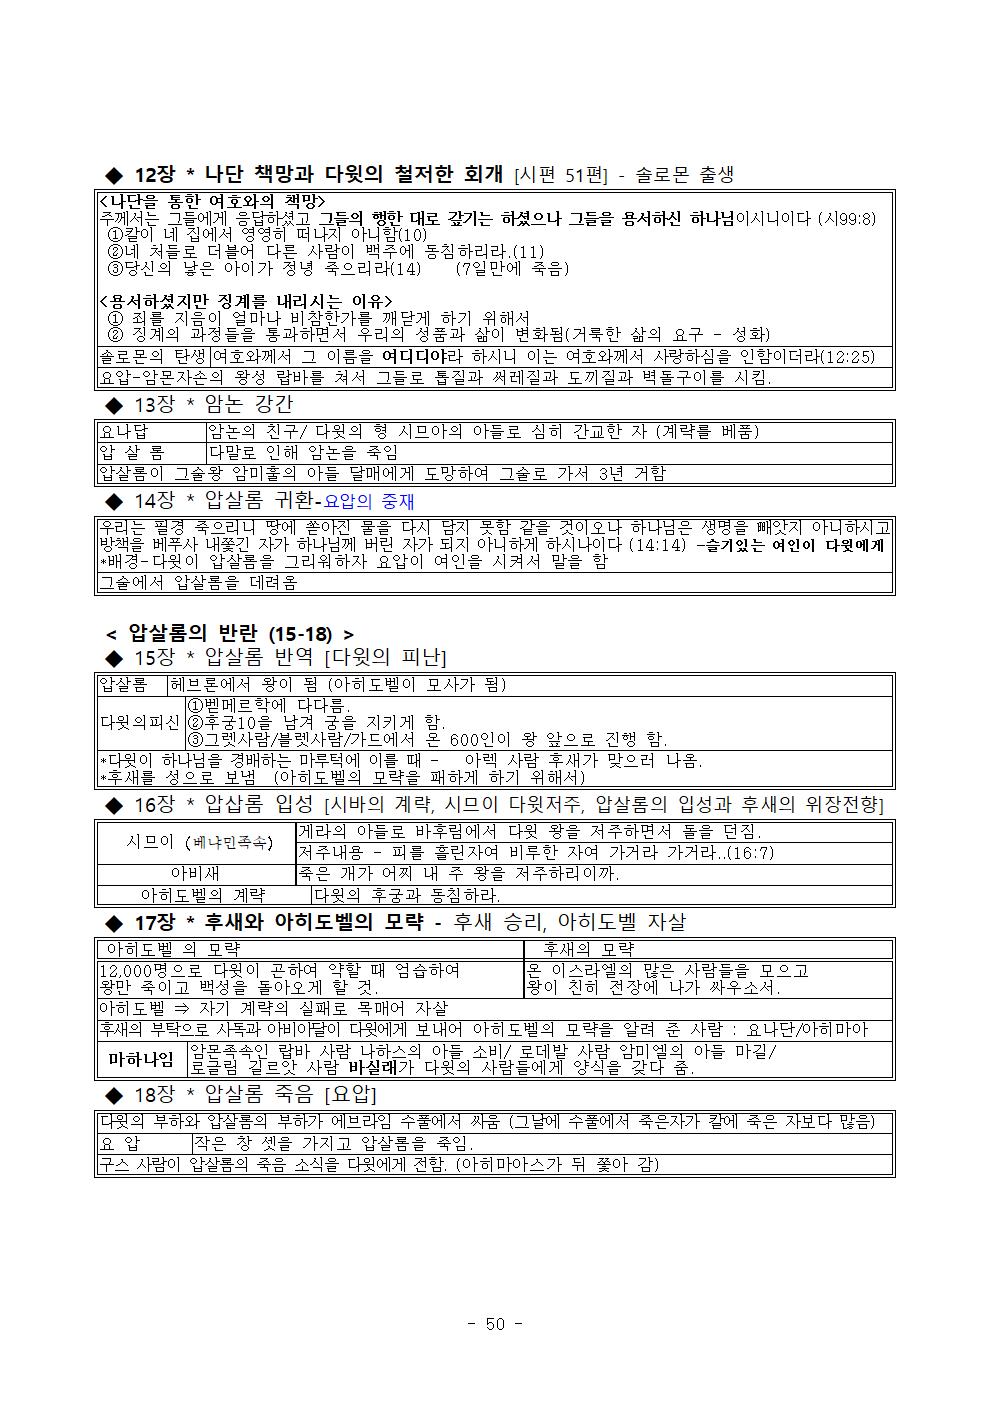 ◆ 12장 * 나단 책망과 다윗의 철저한 회개 [시편 51편] - 솔로몬 출생
<나단을 통한 여호와의 책망>
주께서는 그들에게 응답하셨고 그들의 행한 대로 갚기는 하셨으나 그들을 용서하신 하나님이시니이다 (시99:8)
①칼이 네 집에서 영영히 떠나지 아니함(10)
②네 처들로 더불어 다른 사람이 백주에 동침하리라.(11)
③당신의 낳은 아이가 정녕 죽으리라(14) (7일만에 죽음)
<용서하셨지만 징계를 내리시는 이유>
① 죄를 지음이 얼마나 비참한가를 깨닫게 하기 위해서
② 징계의 과정들을 통과하면서 우리의 성품과 삶이 변화됨(거룩한 삶의 요구 - 성화)
솔로몬의 탄생 여호와께서 그 이름을 여디디야라 하시니 이는 여호와께서 사랑하심을 인함이더라(12:25)
요압-암몬자손의 왕성 랍바를 쳐서 그들로 톱질과 써레질과 도끼질과 벽돌구이를 시킴.
◆ 13장 * 암논 강간
요나답 암논의 친구/ 다윗의 형 시므아의 아들로 심히 간교한 자 (계략를 베품)
압 살 롬 다말로 인해 암논을 죽임
압살롬이 그술왕 암미훌의 아들 달매에게 도망하여 그술로 가서 3년 거함
◆ 14장 * 압살롬 귀환-요압의 중재
우리는 필경 죽으리니 땅에 쏟아진 물을 다시 담지 못함 같을 것이오나 하나님은 생명을 빼앗지 아니하시고
방책을 베푸사 내쫓긴 자가 하나님께 버린 자가 되지 아니하게 하시나이다 (14:14) -슬기있는 여인이 다윗에게
*배경-다윗이 압살롬을 그리워하자 요압이 여인을 시켜서 말을 함
그술에서 압살롬을 데려옴
< 압살롬의 반란 (15-18) >
◆ 15장 * 압살롬 반역 [다윗의 피난]
압살롬 헤브론에서 왕이 됨 (아히도벨이 모사가 됨)
①벧메르학에 다다름.
다윗의피신 ②후궁10을 남겨 궁을 지키게 함.
③그렛사람/블렛사람/가드에서 온 600인이 왕 앞으로 진행 함.
*다윗이 하나님을 경배하는 마루턱에 이를 때 - 아렉 사람 후새가 맞으러 나옴.
*후새를 성으로 보냄 (아히도벨의 모략을 패하게 하기 위해서)
◆ 16장 * 압삽롬 입성 [시바의 계략, 시므이 다윗저주, 압살롬의 입성과 후새의 위장전향]
시므이 (베냐민족속) 게라의 아들로 바후림에서 다윗 왕을 저주하면서 돌을 던짐.
저주내용 - 피를 흘린자여 비루한 자여 가거라 가거라..(16:7)
아비새 죽은 개가 어찌 내 주 왕을 저주하리이까.
아히도벨의 계략 다윗의 후궁과 동침하라.
◆ 17장 * 후새와 아히도벨의 모략 - 후새 승리, 아히도벨 자살
아히도벨 의 모략 후새의 모략
12,000명으로 다윗이 곤하여 약할 때 엄습하여 온 이스라엘의 많은 사람들을 모으고
왕만 죽이고 백성을 돌아오게 할 것. 왕이 친히 전장에 나가 싸우소서.
아히도벨 ⇒ 자기 계략의 실패로 목매어 자살
후새의 부탁으로 사독과 아비아달이 다윗에게 보내어 아히도벨의 모략을 알려 준 사람 : 요나단/아히마아
마하나임 암몬족속인 랍바 사람 나하스의 아들 소비/ 로데발 사람 암미엘의 아들 마길/
로글림 길르앗 사람 바실래가 다윗의 사람들에게 양식을 갖다 줌.
◆ 18장 * 압살롬 죽음 [요압]
다윗의 부하와 압살롬의 부하가 에브라임 수풀에서 싸움 (그날에 수풀에서 죽은자가 칼에 죽은 자보다 많음)
요 압 작은 창 셋을 가지고 압살롬을 죽임.
구스 사람이 압살롬의 죽음 소식을 다윗에게 전함. (아히마아스가 뒤 쫓아 감)
- 50 -